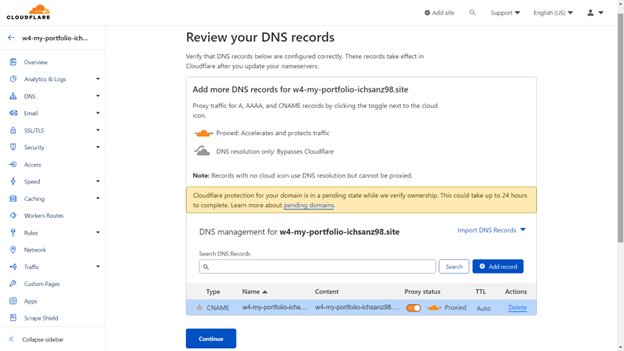 CLOUDFLARE
Add site
Support
English (US)
w4-my-portfolio-ich...
Overview
Analytics & Logs
DNS
Email
SSL/TLS
Security
Access
Speed
Caching
Workers Routes
Rules
Network
Traffic
Custom Pages
Apps
Scrape Shield
Collapse sidebar
Review your DNS records
Verify that DNS records below are configured correctly. These records take effect in
Cloudflare after you update your nameservers.
Add more DNS records for w4-my-portfolio-ichsanz98.site
Proxy traffic for A, AAAA, and CNAME records by clicking the toggle next to the cloud
icon.
Proxied: Accelerates and protects traffic
DNS resolution only: Bypasses Cloudflare
Note: Records with no cloud icon use DNS resolution but cannot be proxied.
Cloudflare protection for your domain is in a pending state while we verify ownership. This could take up to 24 hours
to complete. Learn more about pending domains.
DNS management for w4-my-portfolio-ichsanz98.site
Import DNS Records
Search DNS Records
Search
Add record
Type Name Content Proxy status TTL Actions
CNAME w4-my-portfolio-ichs... w4-my-portfolio-ichsanz98.... Proxied Auto Delete
Continue